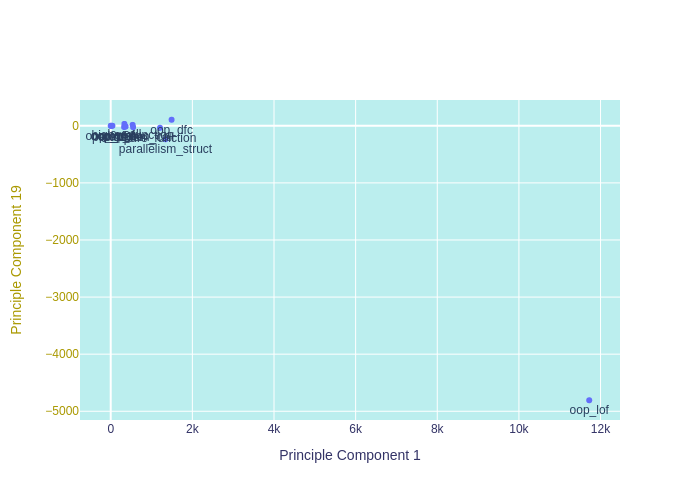 Principle Component 19
0
−1000
−2000
−3000
−4000
−5000
oop_dfc
parallelism_struct
oop_lof
0
2k
4k
6k
8k
10k
12k
Principle Component 1